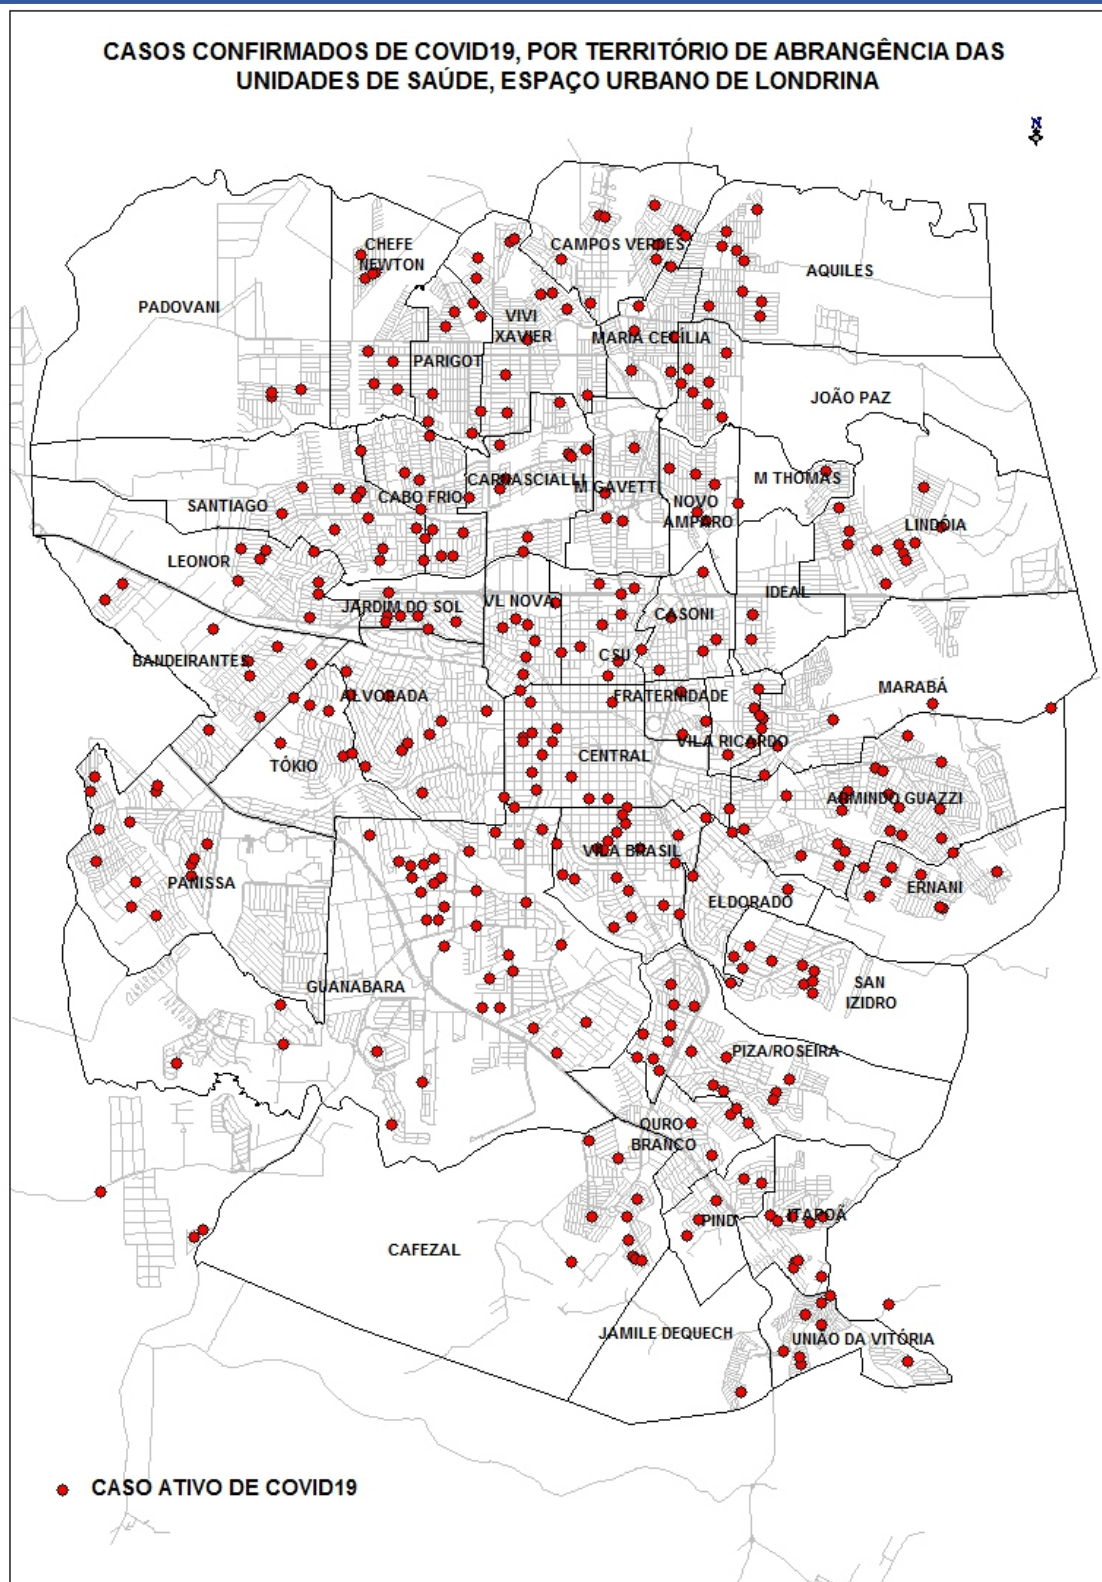 CASOS CONFIRMADOS DE COVID19, POR TERRITÓRIO DE ABRANGÊNCIA DAS
UNIDADES DE SAÚDE, ESPAÇO URBANO DE LONDRINA
N
CHEFE
NEWTON
CAMPOS VERDES
AQUILES
PADOVANI
VIVI
XAVIER
MARIA CECÍLIA
PARIGOT
JOÃO PAZ
M THOMAS
CARNASCIALLI
M GAVETTI
CABO FRIO
SANTIAGO
NOVO
AMPARO
LINDÓIA
LEONOR
IDEAL
JARDIM DO SOL
VL NOVA
CASONI
CSU
BANDEIRANTES
MARABÁ
ALVORADA
FRATERNIDADE
VILA RICARDO
CENTRAL
TÓKIO
ARMINDO GUAZZI
VILA BRASIL
PANISSA
ERNANI
ELDORADO
GUANABARA
SAN
IZIDRO
PIZA/ROSEIRA
OURO
BRANCO
PIND
ITAPOÃ
CAFEZAL
JAMILE DEQUECH
UNIÃO DA VITÓRIA
CASO ATIVO DE COVID19